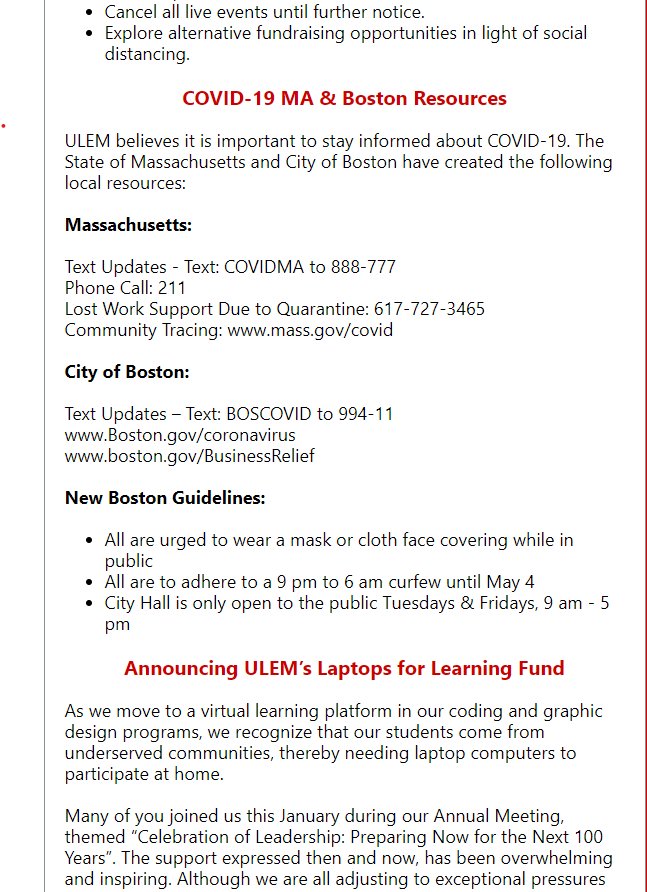 Cancel all live events until further notice.
Explore alternative fundraising opportunities in light of social
distancing.
COVID-19 MA & Boston Resources
ULEM believes it is important to stay informed about COVID-19. The
State of Massachusetts and City of Boston have created the following
local resources:
Massachusetts:
Text Updates - Text: COVIDMA to 888-777
Phone Call: 211
Lost Work Support Due to Quarantine: 617-727-3465
Community Tracing: www.mass.gov/covid
City of Boston:
Text Updates – Text: BOSCOVID to 994-11
www.Boston.gov/coronavirus
www.boston.gov/BusinessRelief
New Boston Guidelines:
All are urged to wear a mask or cloth face covering while in
public
All are to adhere to a 9 pm to 6 am curfew until May 4
City Hall is only open to the public Tuesdays & Fridays, 9 am - 5
pm
Announcing ULEM’s Laptops for Learning Fund
As we move to a virtual learning platform in our coding and graphic
design programs, we recognize that our students come from
underserved communities, thereby needing laptop computers to
participate at home.
Many of you joined us this January during our Annual Meeting,
themed “Celebration of Leadership: Preparing Now for the Next 100
Years”. The support expressed then and now, has been overwhelming
and inspiring. Although we are all adjusting to exceptional pressures